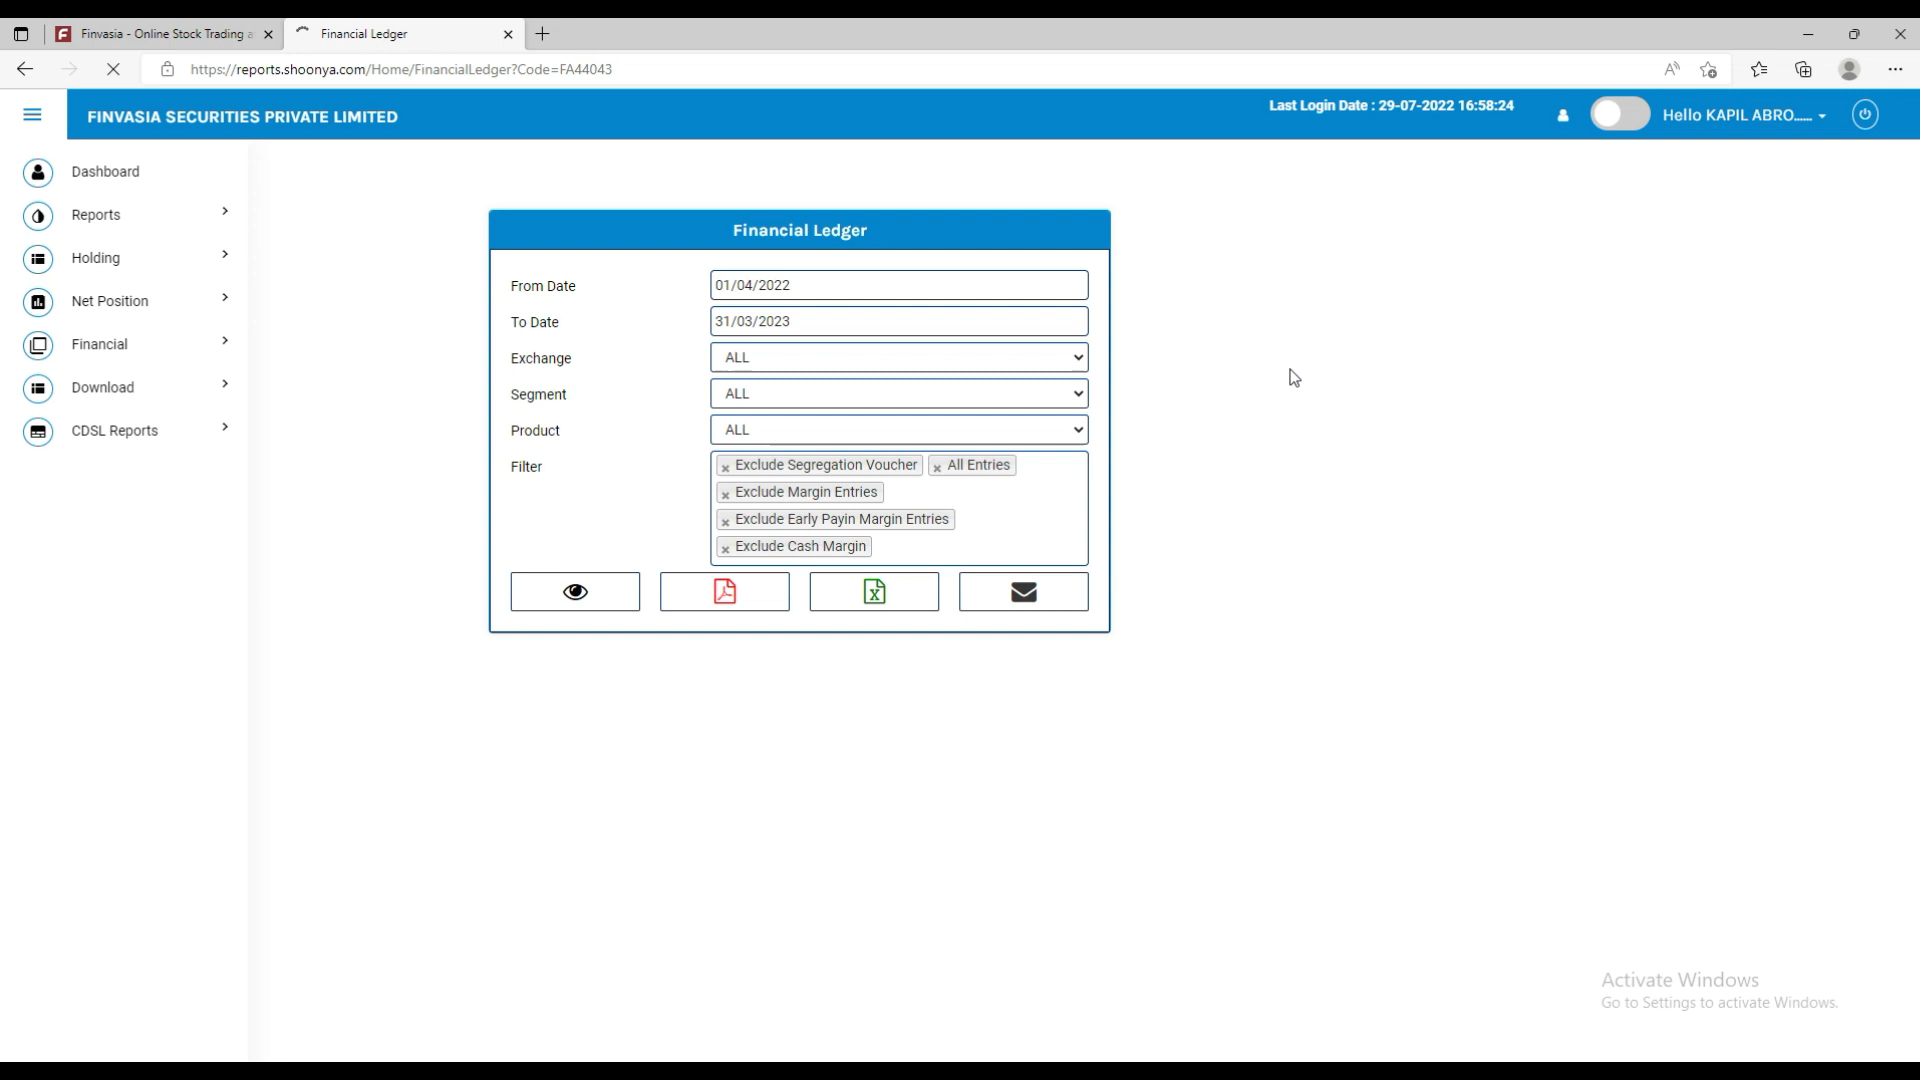 Finvasia - Online Stock Trading a
Financial Ledger
https://reports.shoonya.com/Home/FinancialLedger?Code=FA44043
FINVASIA SECURITIES PRIVATE LIMITED
Last Login Date : 29-07-2022 16:58:24
Hello KAPIL ABRO......
Dashboard
Reports
Holding
Net Position
Financial
Download
CDSL Reports
Financial Ledger
From Date 01/04/2022
To Date 31/03/2023
Exchange ALL
Segment ALL
Product ALL
Filter × Exclude Segregation Voucher × All Entries
× Exclude Margin Entries
× Exclude Early Payin Margin Entries
× Exclude Cash Margin
Activate Windows
Go to Settings to activate Windows.